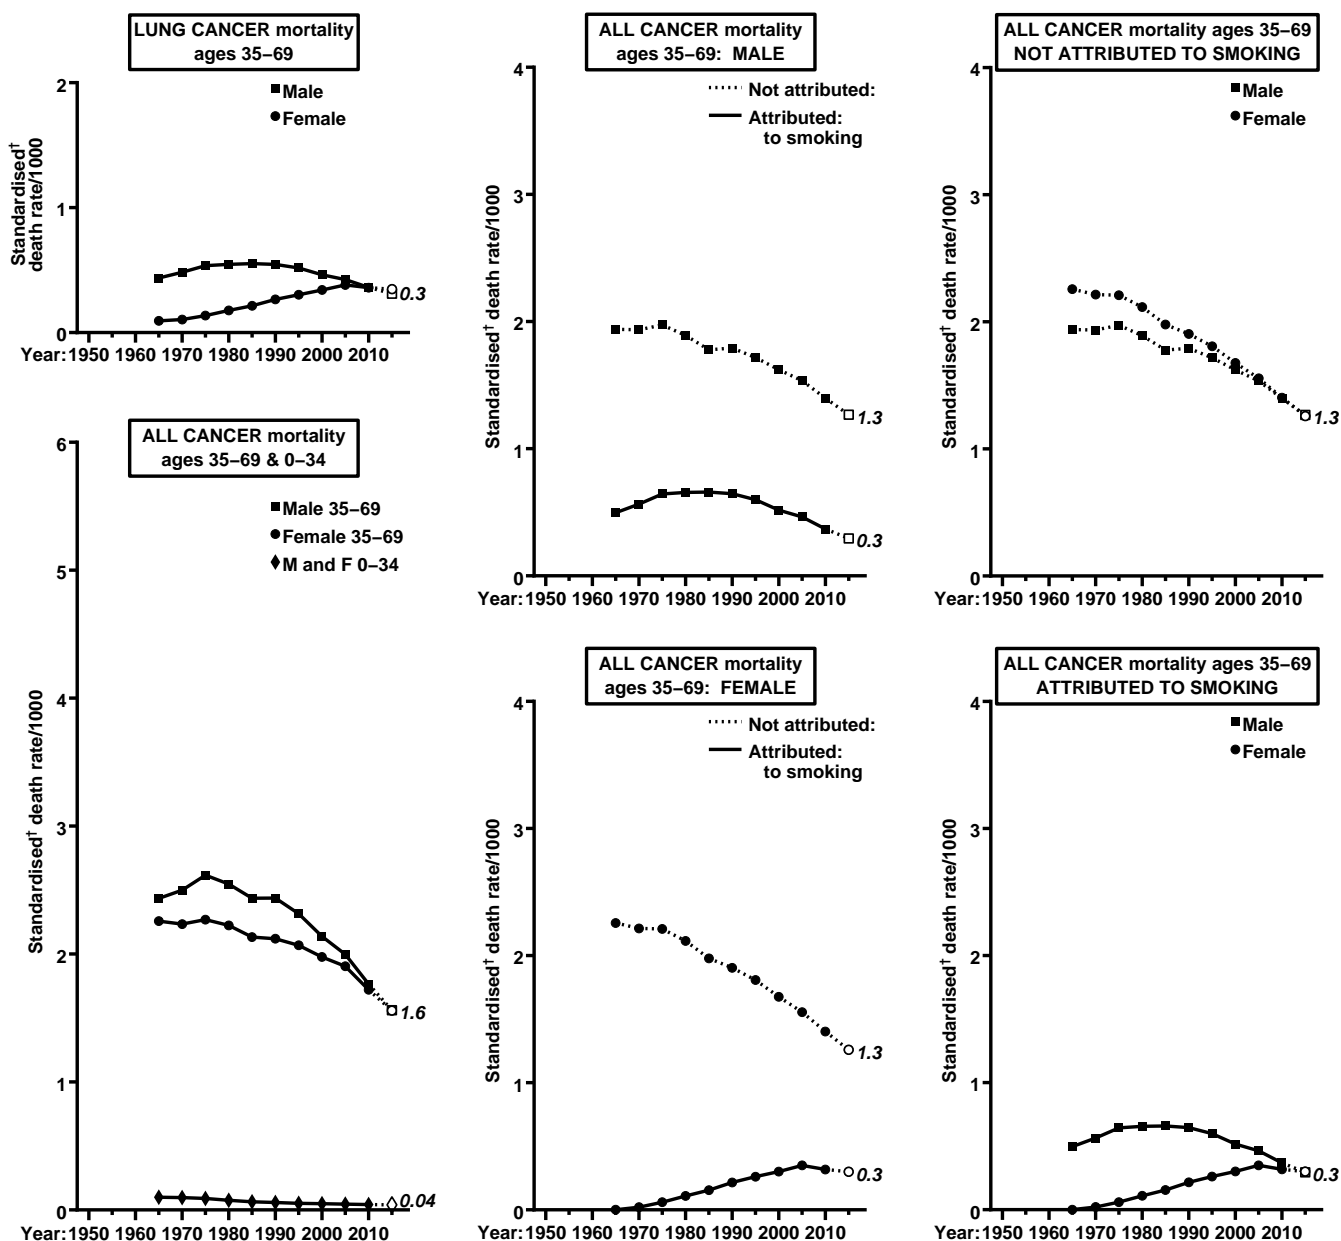 LUNG CANCER mortality
ages 35–69
Male
Female
2
1
0
Standardised†
death rate/1000
0.3
Year: 1950 1960 1970 1980 1990 2000 2010
ALL CANCER mortality
ages 35–69 & 0–34
Male 35–69
Female 35–69
M and F 0–34
6
5
4
3
2
1
0
Standardised† death rate/1000
1.6
0.04
Year: 1950 1960 1970 1980 1990 2000 2010
ALL CANCER mortality
ages 35–69: MALE
Not attributed:
Attributed:
to smoking
4
3
2
1
0
Standardised† death rate/1000
1.3
0.3
Year: 1950 1960 1970 1980 1990 2000 2010
ALL CANCER mortality
ages 35–69: FEMALE
Not attributed:
Attributed:
to smoking
4
3
2
1
0
Standardised† death rate/1000
1.3
0.3
Year: 1950 1960 1970 1980 1990 2000 2010
ALL CANCER mortality ages 35–69
NOT ATTRIBUTED TO SMOKING
Male
Female
4
3
2
1
0
Standardised† death rate/1000
1.3
Year: 1950 1960 1970 1980 1990 2000 2010
ALL CANCER mortality ages 35–69
ATTRIBUTED TO SMOKING
Male
Female
4
3
2
1
0
Standardised† death rate/1000
0.3
Year: 1950 1960 1970 1980 1990 2000 2010